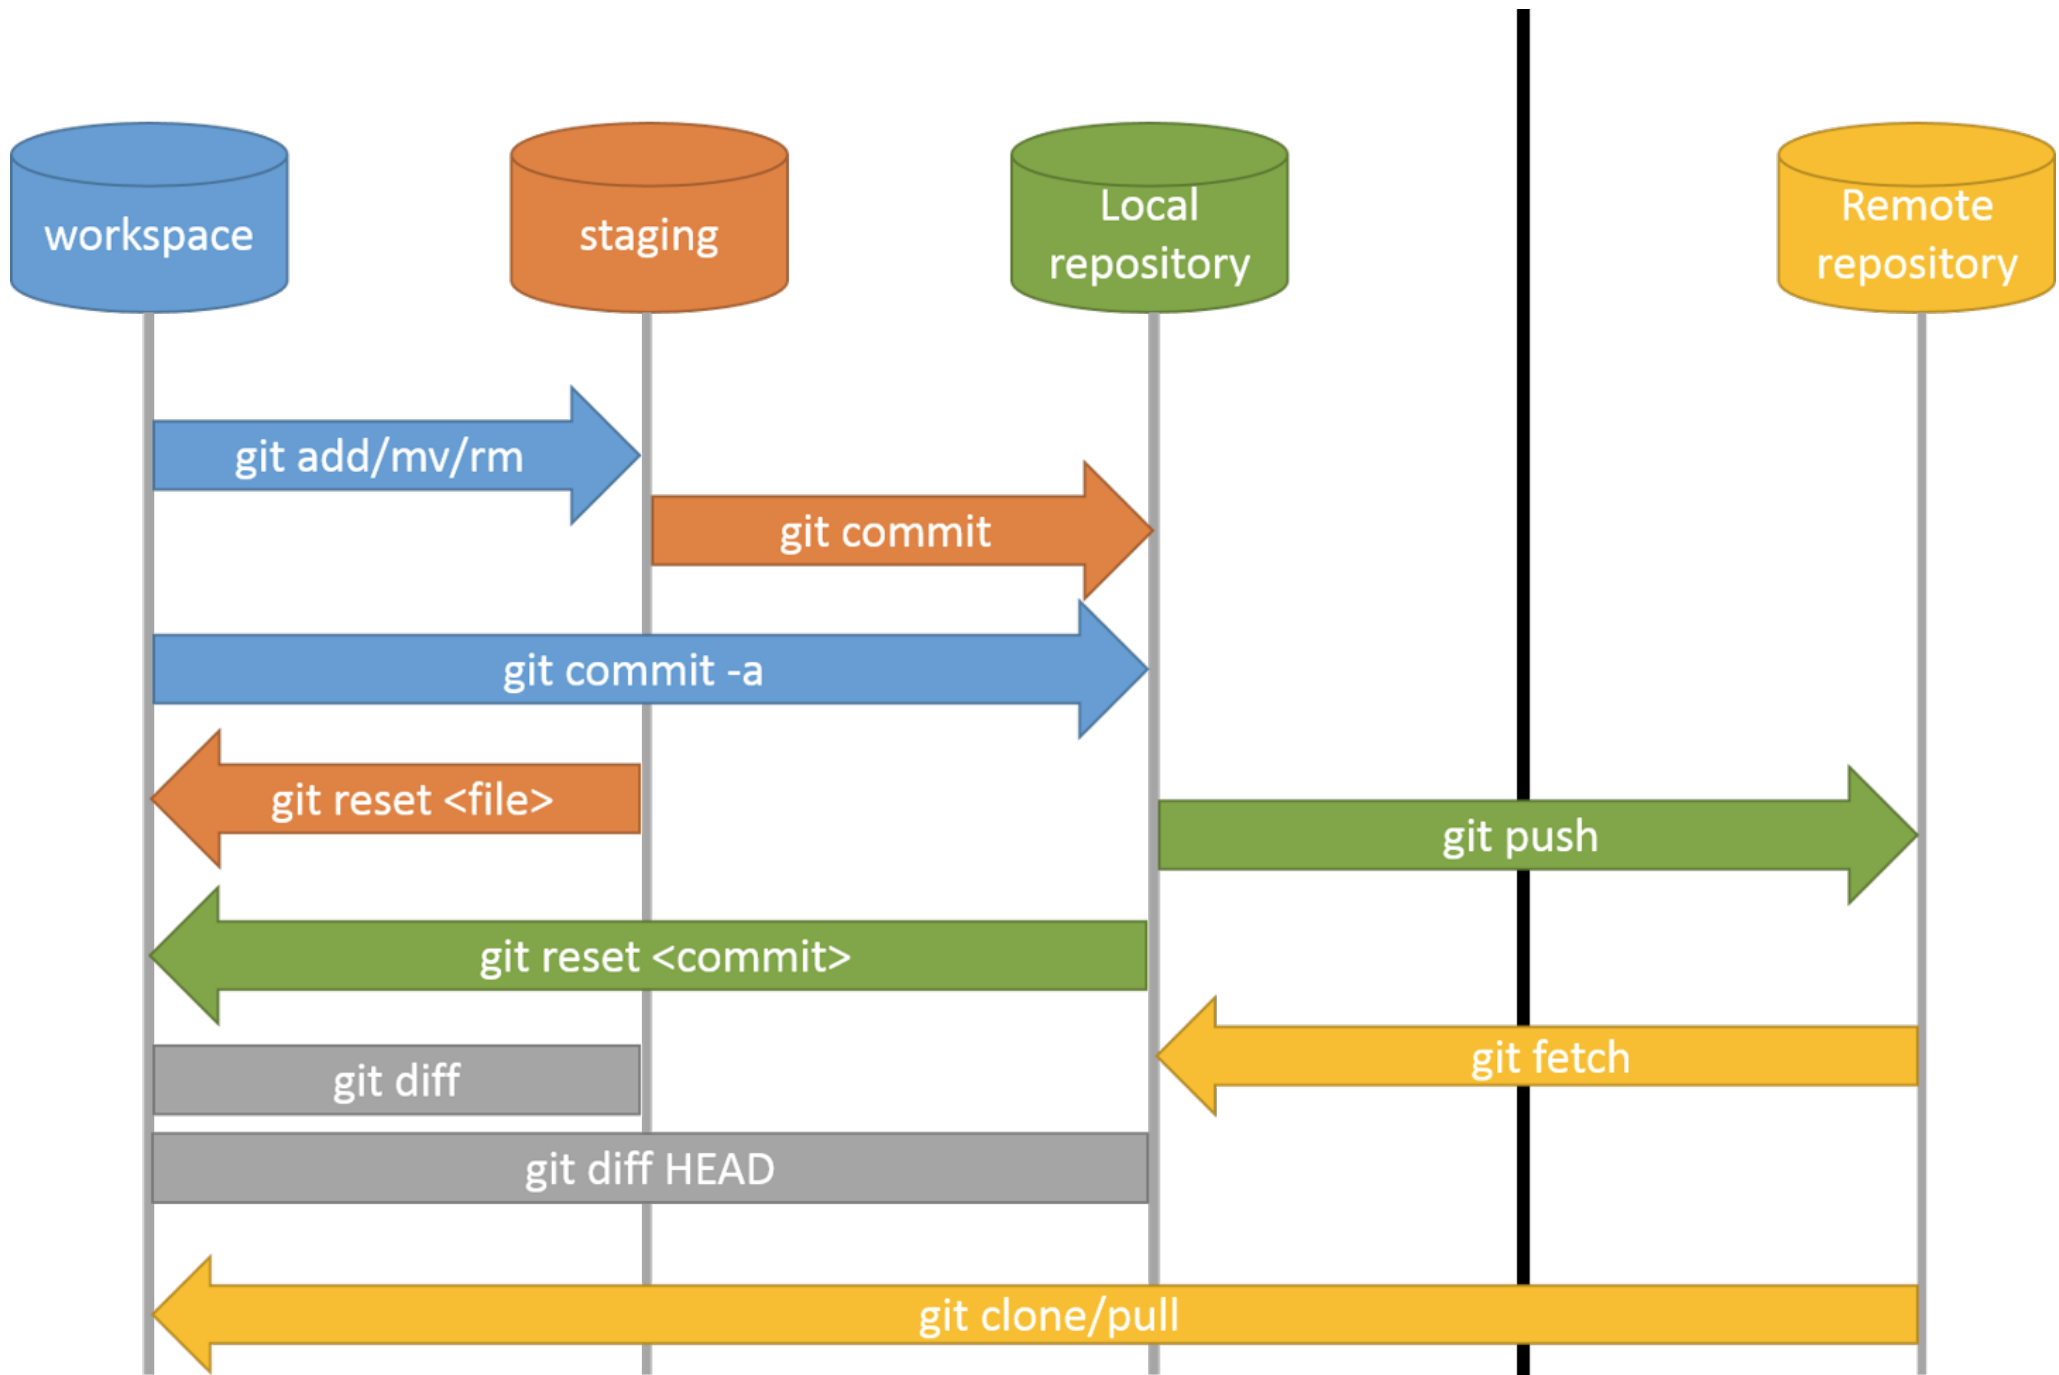 workspace
staging
Local
repository
Remote
repository
git add/mv/rm
git commit
git commit -a
git reset <file>
git push
git reset <commit>
git fetch
git diff
git diff HEAD
git clone/pull